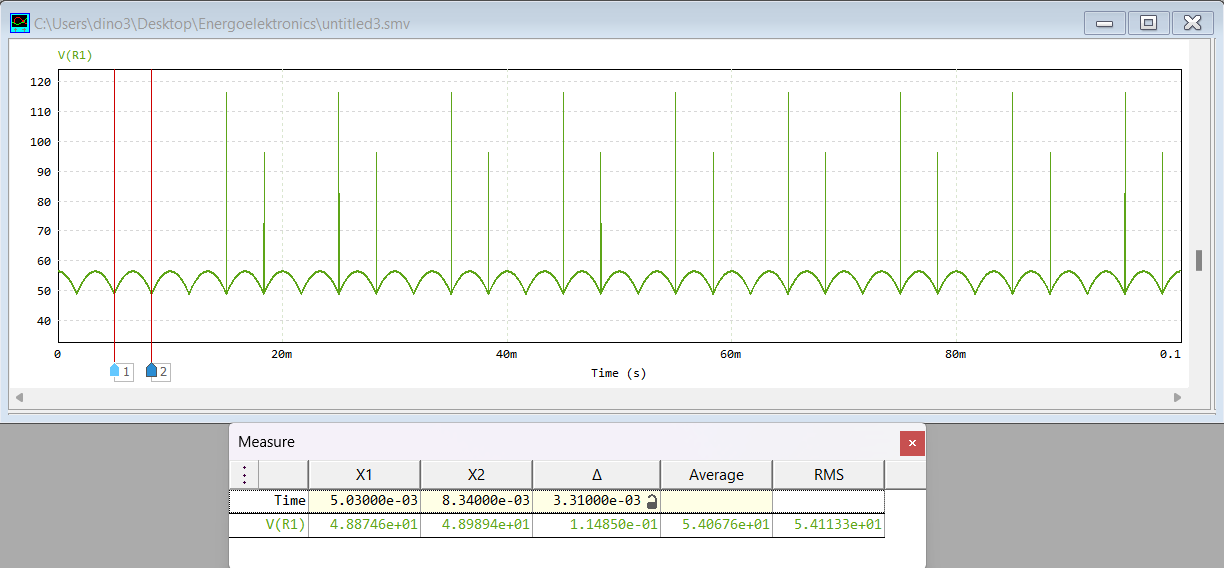 C:\Users\dino3\Desktop\Energoelektronics\untitled3.smv
V(R1)
120
110
100
90
80
70
60
50
40
0 20m 40m 60m 80m 0.1
Time (s)
1 2
Measure
X1 X2 Δ Average RMS
Time 5.03000e-03 8.34000e-03 3.31000e-03
V(R1) 4.88746e+01 4.89894e+01 1.14850e-01 5.40676e+01 5.41133e+01